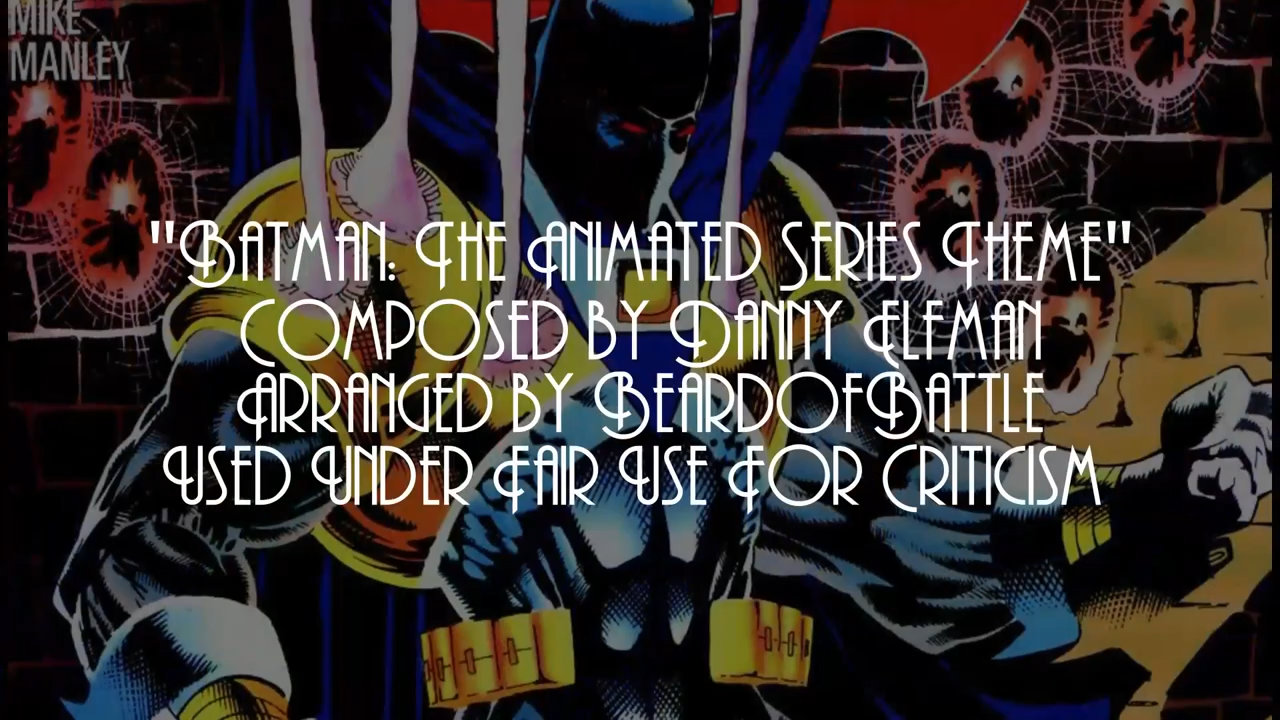 MIKE
MANLEY
"Batman: The Animated Series Theme"
Composed by Danny Elfman
Arranged by BeardofBattle
Used Under Fair Use For Criticism